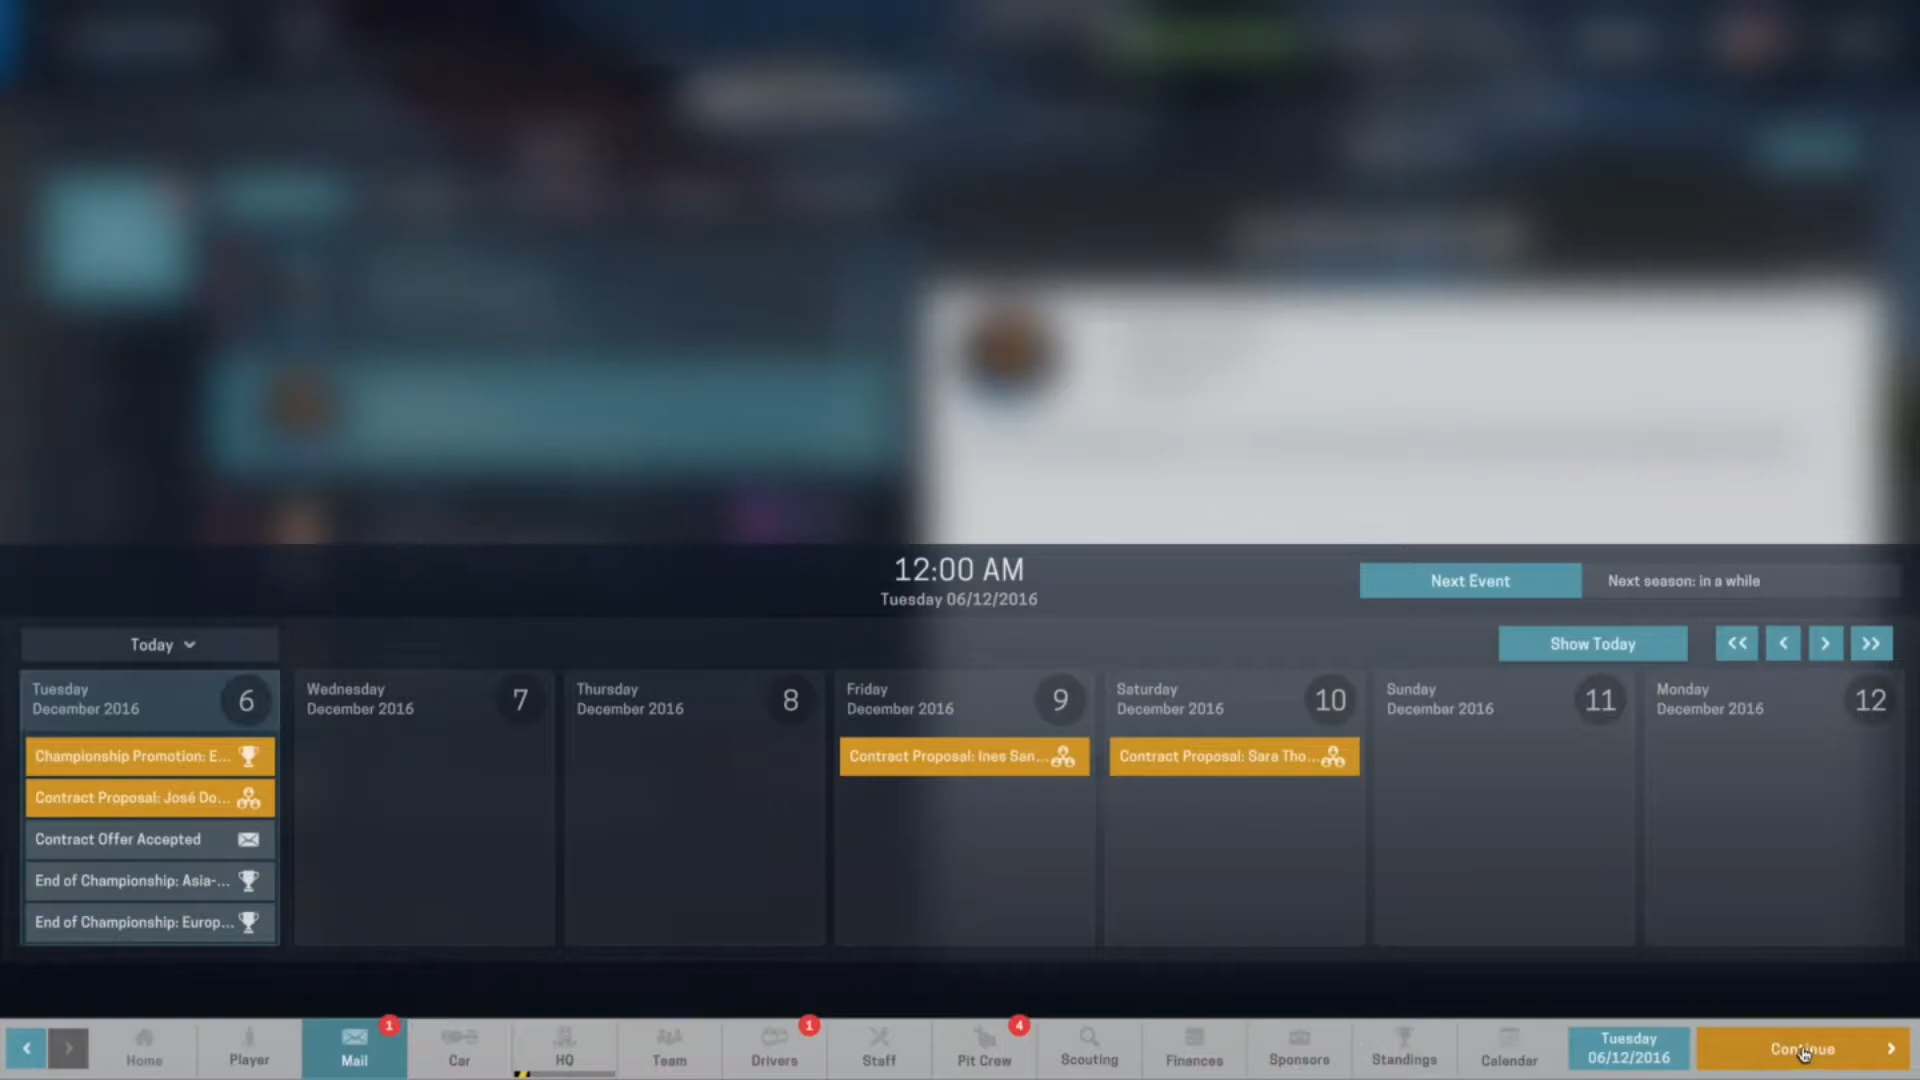 12:00 AM
Tuesday 06/12/2016
Next Event
Next season: in a while
Today
Show Today
<< < > >>
Tuesday
December 2016
6
Wednesday
December 2016
7
Thursday
December 2016
8
Friday
December 2016
9
Saturday
December 2016
10
Sunday
December 2016
11
Monday
December 2016
12
Championship Promotion: E...
Contract Proposal: José Do...
Contract Offer Accepted
End of Championship: Asia-...
End of Championship: Europ...
Contract Proposal: Ines San...
Contract Proposal: Sara Tho...
Home
Player
1
Mail
Car
HQ
Team
1
Drivers
Staff
4
Pit Crew
Scouting
Finances
Sponsors
Standings
Calendar
Tuesday
06/12/2016
Continue